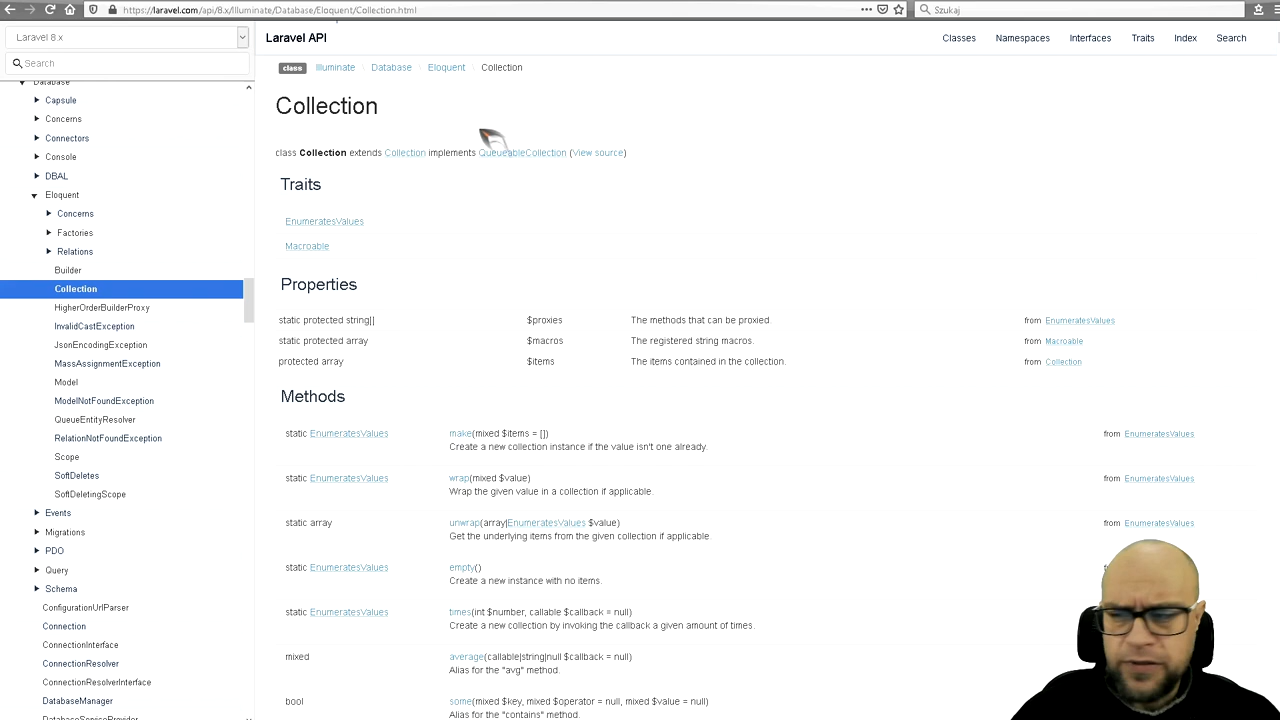 https://laravel.com/api/8.x/Illuminate/Database/Eloquent/Collection.html
Szukaj
Laravel 8.x
Search
Database
Capsule
Concerns
Connectors
Console
DBAL
Eloquent
Concerns
Factories
Relations
Builder
Collection
HigherOrderBuilderProxy
InvalidCastException
JsonEncodingException
MassAssignmentException
Model
ModelNotFoundException
QueueEntityResolver
RelationNotFoundException
Scope
SoftDeletes
SoftDeletingScope
Events
Migrations
PDO
Query
Schema
ConfigurationUrlParser
Connection
ConnectionInterface
ConnectionResolver
ConnectionResolverInterface
DatabaseManager
DatabaseServiceProvider
Laravel API
Classes Namespaces Interfaces Traits Index Search
class Illuminate \ Database \ Eloquent \ Collection
Collection
class Collection extends Collection implements QueueableCollection (View source)
Traits
EnumeratesValues
Macroable
Properties
static protected string[] $proxies The methods that can be proxied. from EnumeratesValues
static protected array $macros The registered string macros. from Macroable
protected array $items The items contained in the collection. from Collection
Methods
static EnumeratesValues make(mixed $items = []) from EnumeratesValues
Create a new collection instance if the value isn't one already.
static EnumeratesValues wrap(mixed $value) from EnumeratesValues
Wrap the given value in a collection if applicable.
static array unwrap(array|EnumeratesValues $value) from EnumeratesValues
Get the underlying items from the given collection if applicable.
static EnumeratesValues empty()
Create a new instance with no items.
static EnumeratesValues times(int $number, callable $callback = null)
Create a new collection by invoking the callback a given amount of times.
mixed average(callable|string|null $callback = null)
Alias for the "avg" method.
bool some(mixed $key, mixed $operator = null, mixed $value = null)
Alias for the "contains" method.